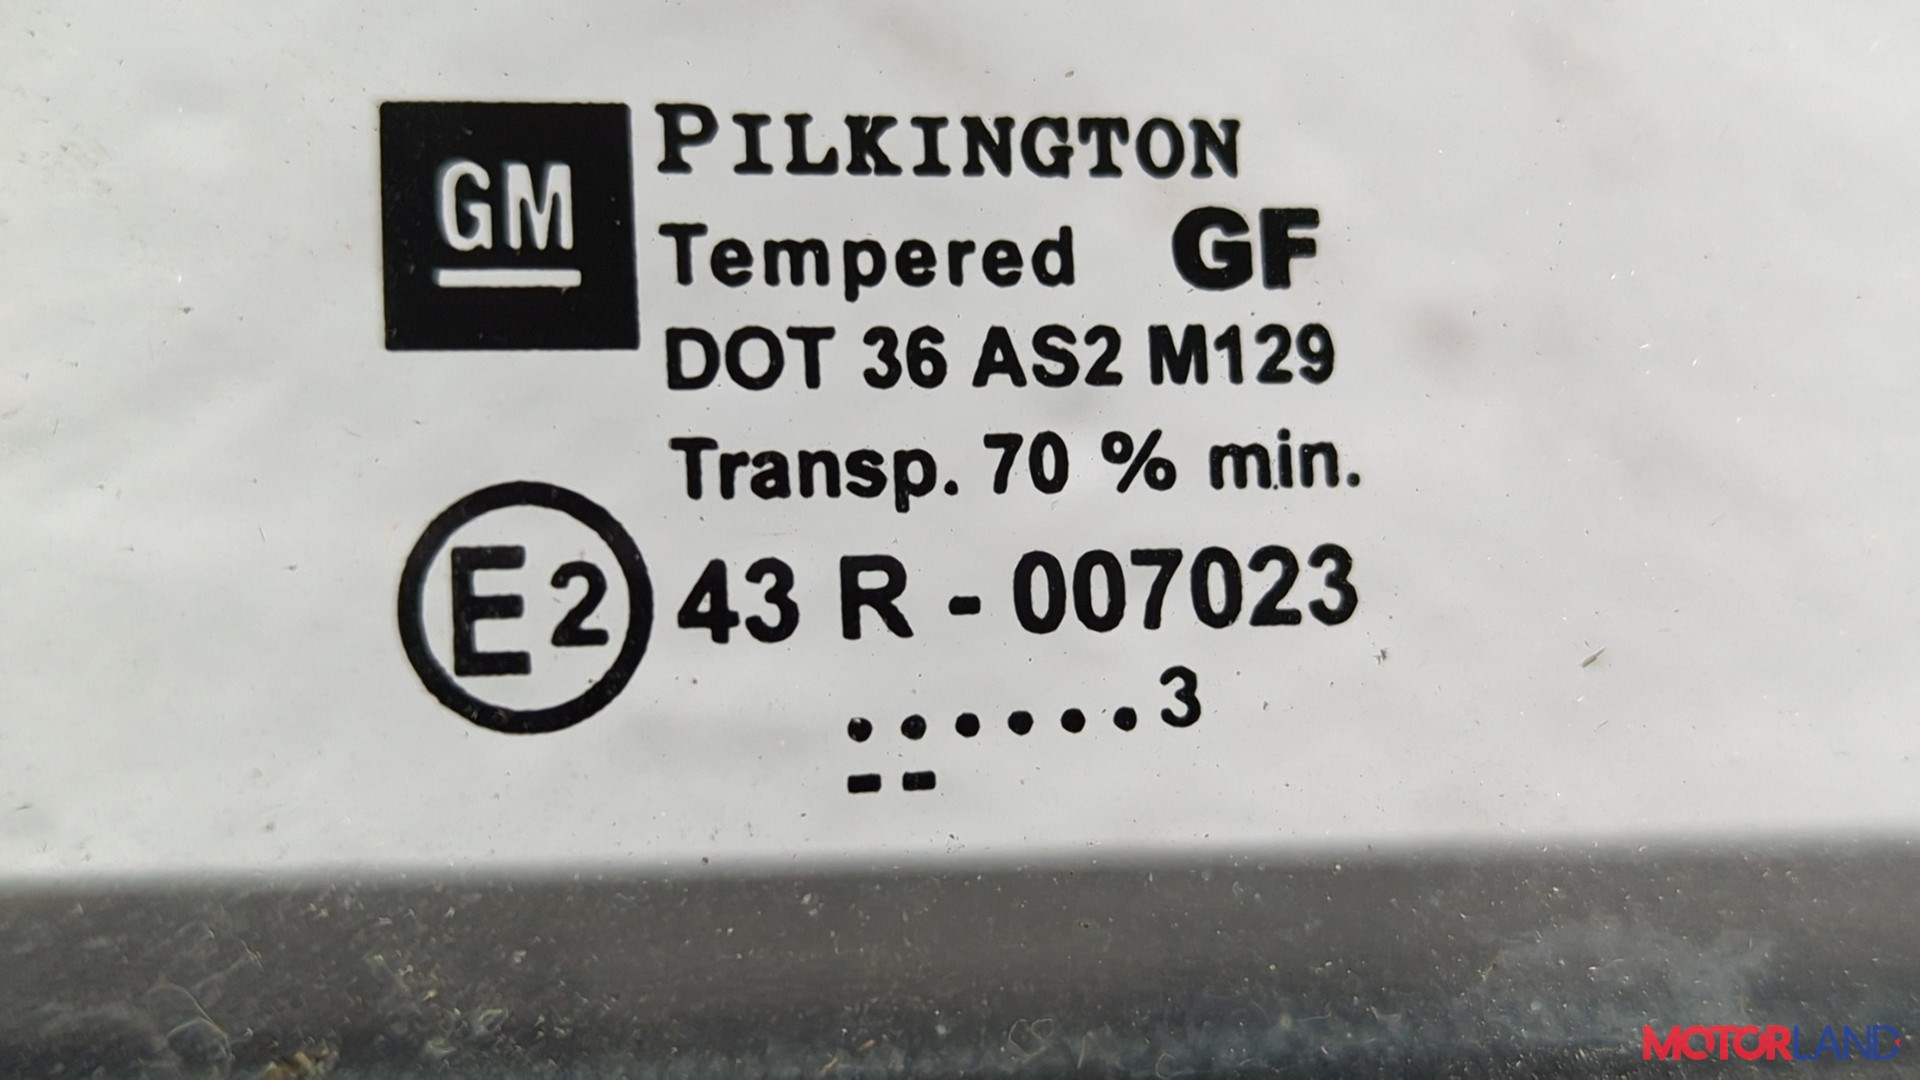 GM
PILKINGTON
Tempered GF
DOT 36 AS2 M129
Transp. 70 % min.
E2 43 R - 007023
......3
--
MOTORLAND